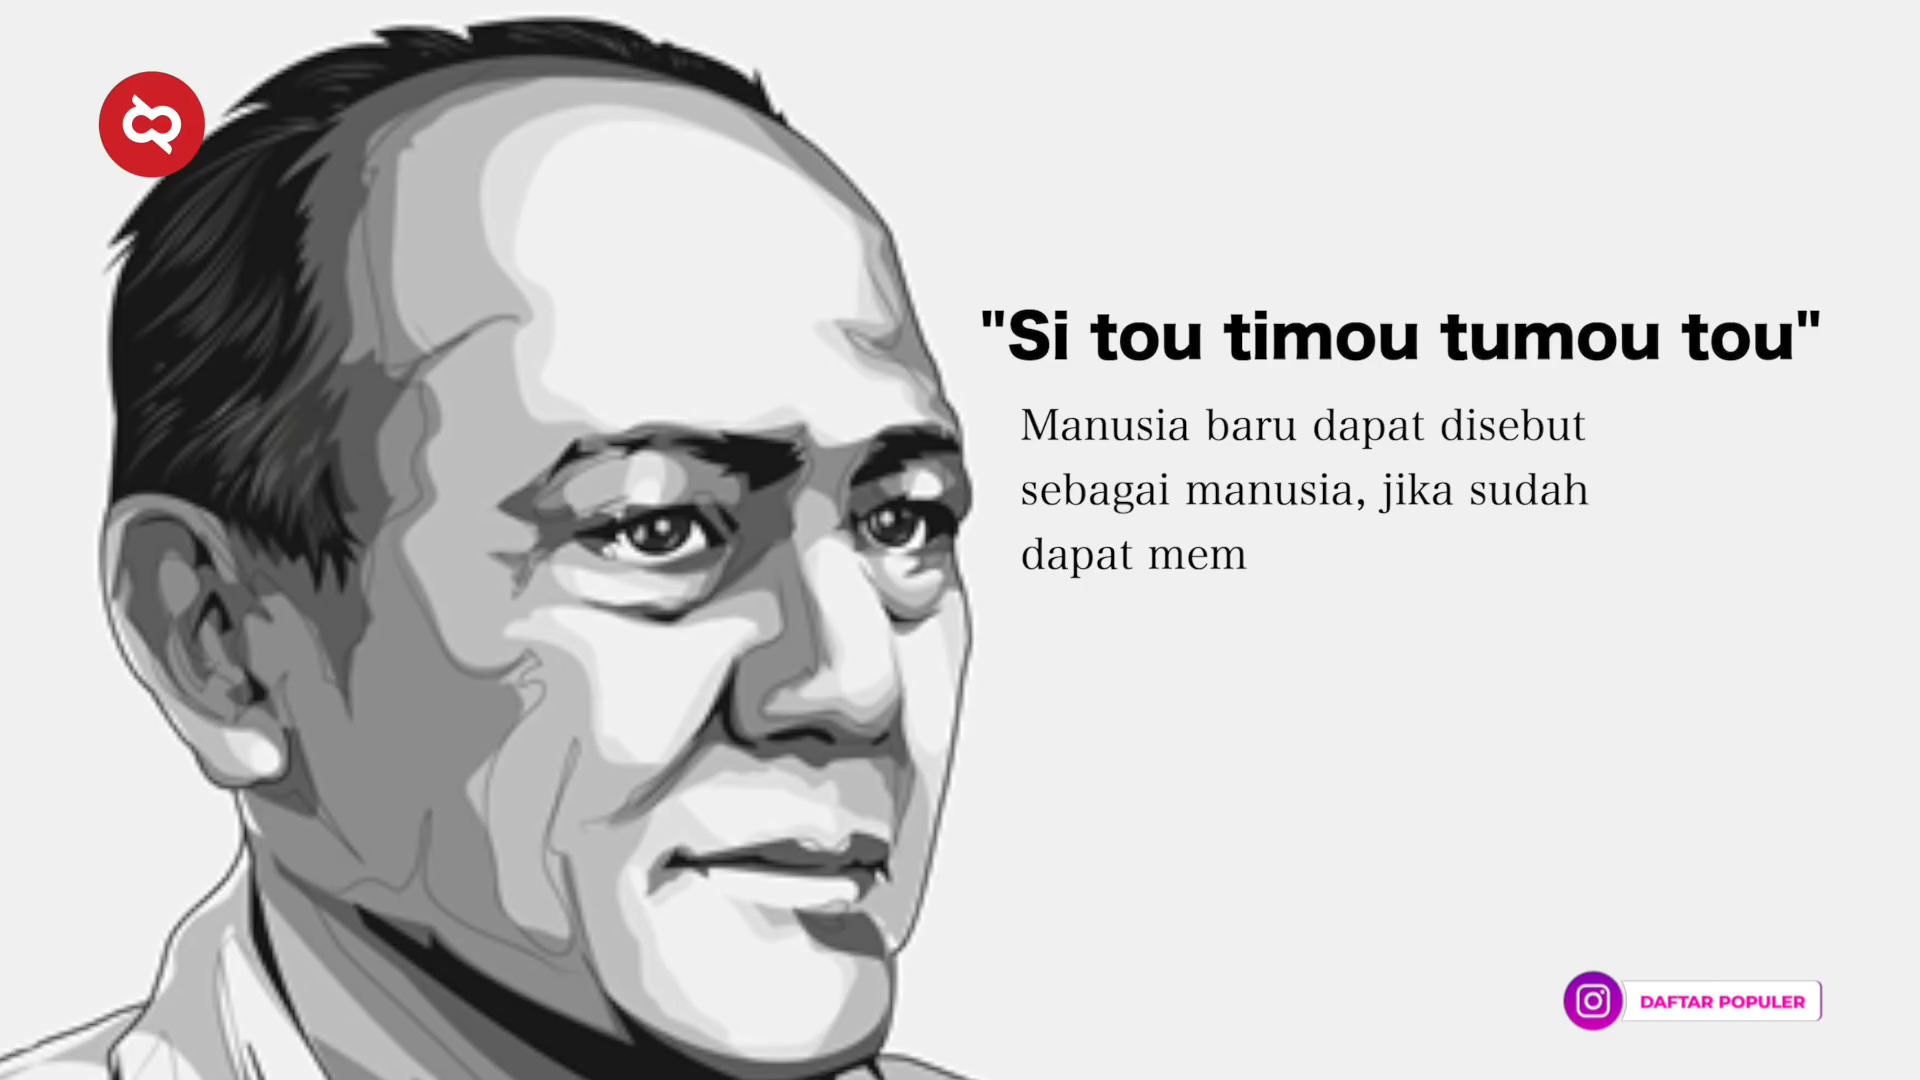 "Si tou timou tumou tou"
Manusia baru dapat disebut
sebagai manusia, jika sudah
dapat mem
DAFTAR POPULER